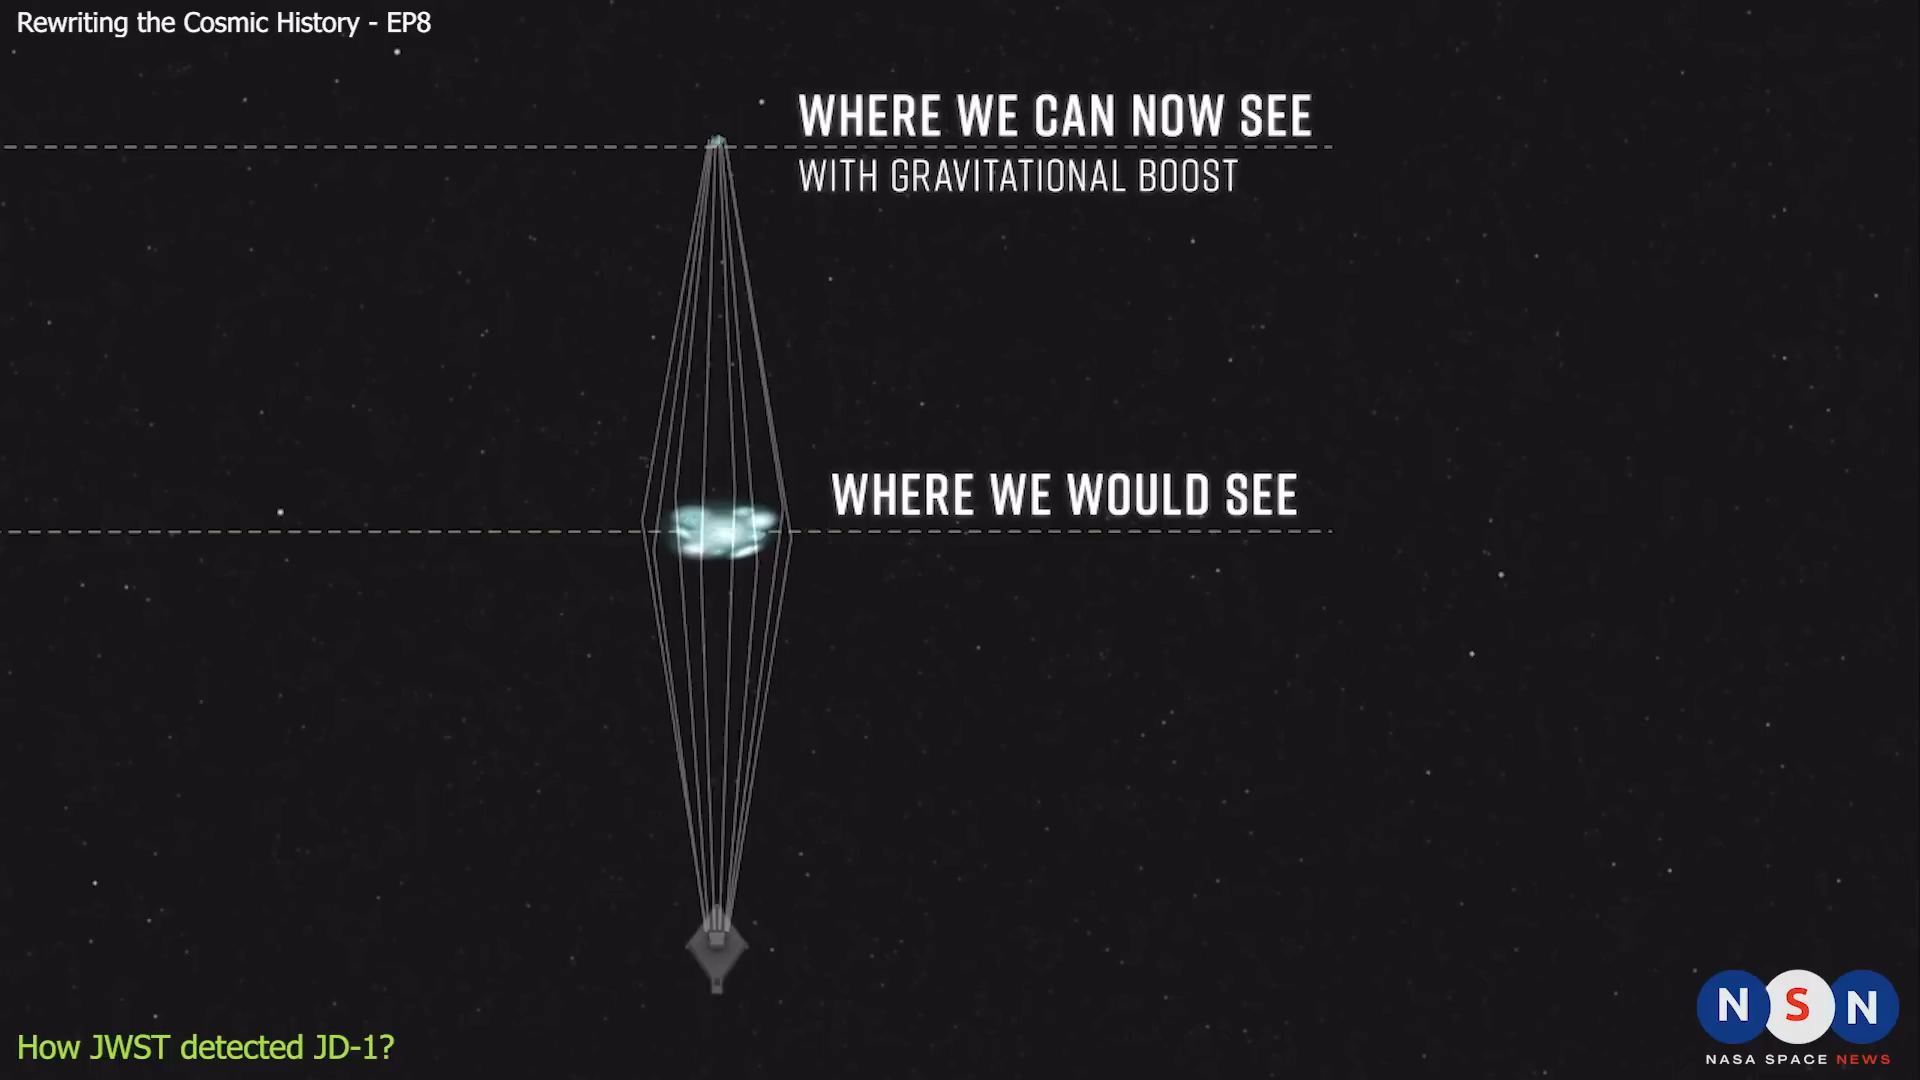 Rewriting the Cosmic History - EP8
WHERE WE CAN NOW SEE
WITH GRAVITATIONAL BOOST
WHERE WE WOULD SEE
How JWST detected JD-1?
NSN
NASA SPACE NEWS